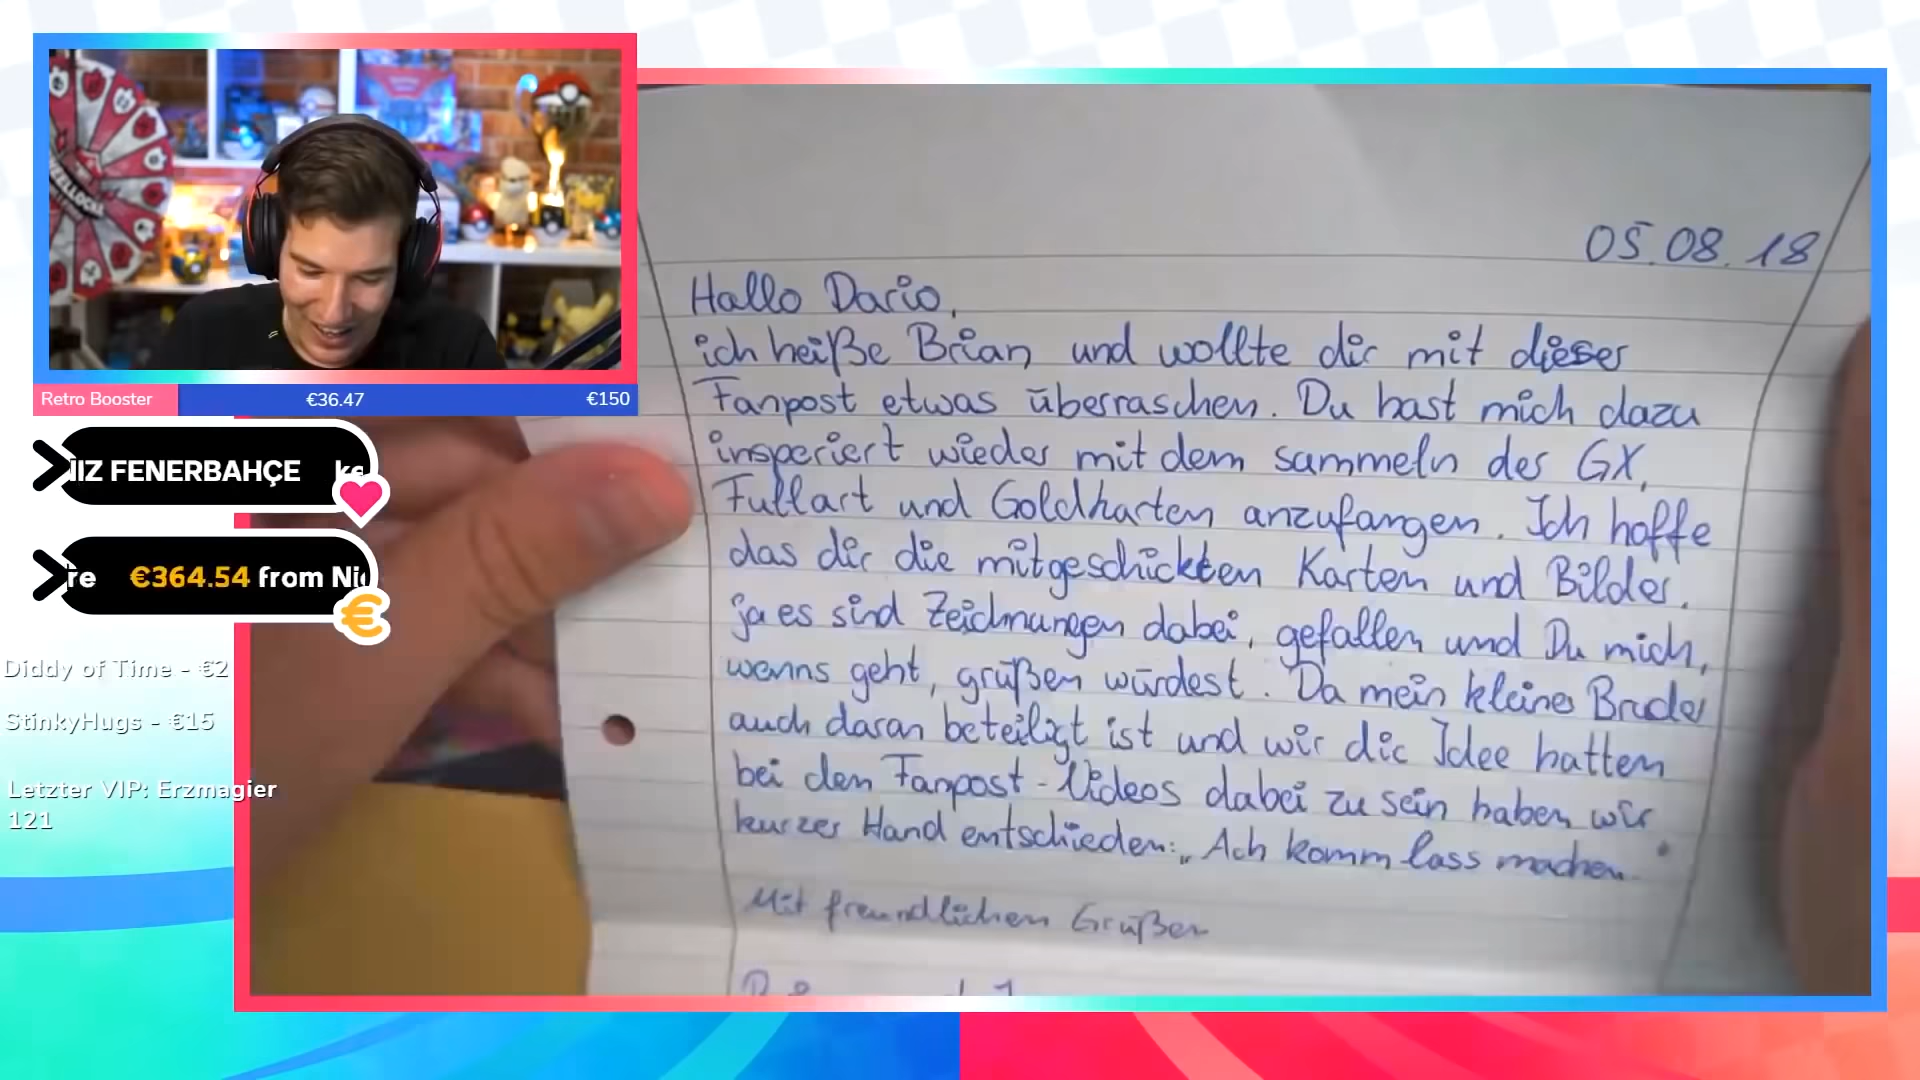 Retro Booster €36.47 €150
NIZ FENERBAHÇE
re €364.54 from Nic
Diddy of Time - €2
StinkyHugs - €15
Letzter VIP: Erzmagier
121
05.08.18
Hallo Dario,
ich heiße Brian und wollte dir mit dieser
Fanpost etwas überraschen. Du hast mich dazu
insperiert wieder mit dem sammeln der GX,
Fullart und Goldkarten anzufangen. Ich hoffe
das dir die mitgeschickten Karten und Bilder,
ja es sind Zeichnungen dabei, gefallen und Du mich,
wenns geht, grüßen würdest. Da mein kleiner Bruder
auch daran beteiligt ist und wir die Idee hatten
bei den Fanpost-Videos dabei zu sein haben wir
kurzer Hand entschieden: „Ach komm lass machen."
Mit freundlichen Grüßen